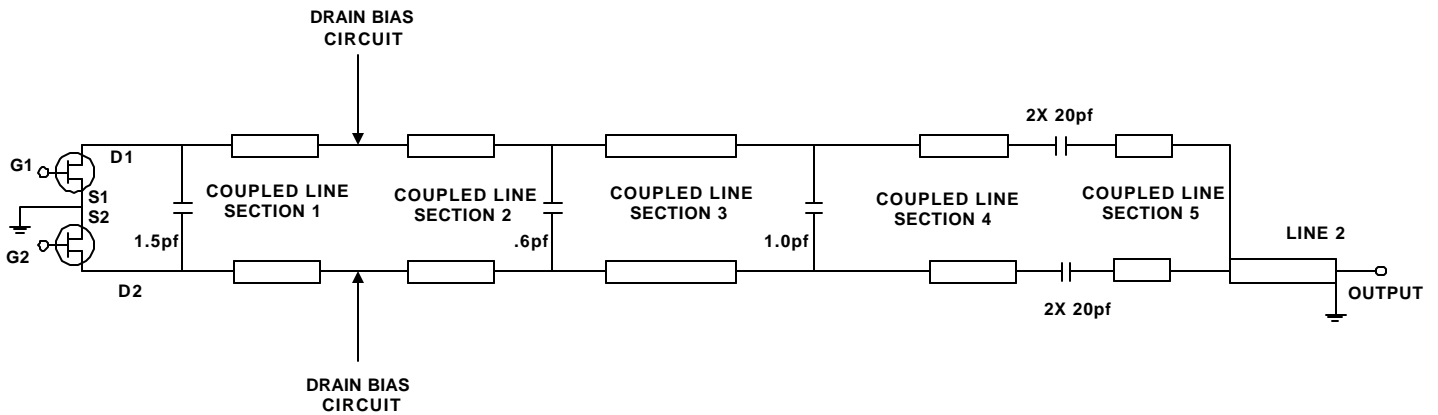 DRAIN BIAS
CIRCUIT
2X 20pf
G1
D1
S1
S2
G2
D2
1.5pf
COUPLED LINE
SECTION 1
COUPLED LINE
SECTION 2
.6pf
COUPLED LINE
SECTION 3
1.0pf
COUPLED LINE
SECTION 4
COUPLED LINE
SECTION 5
LINE 2
OUTPUT
2X 20pf
DRAIN BIAS
CIRCUIT